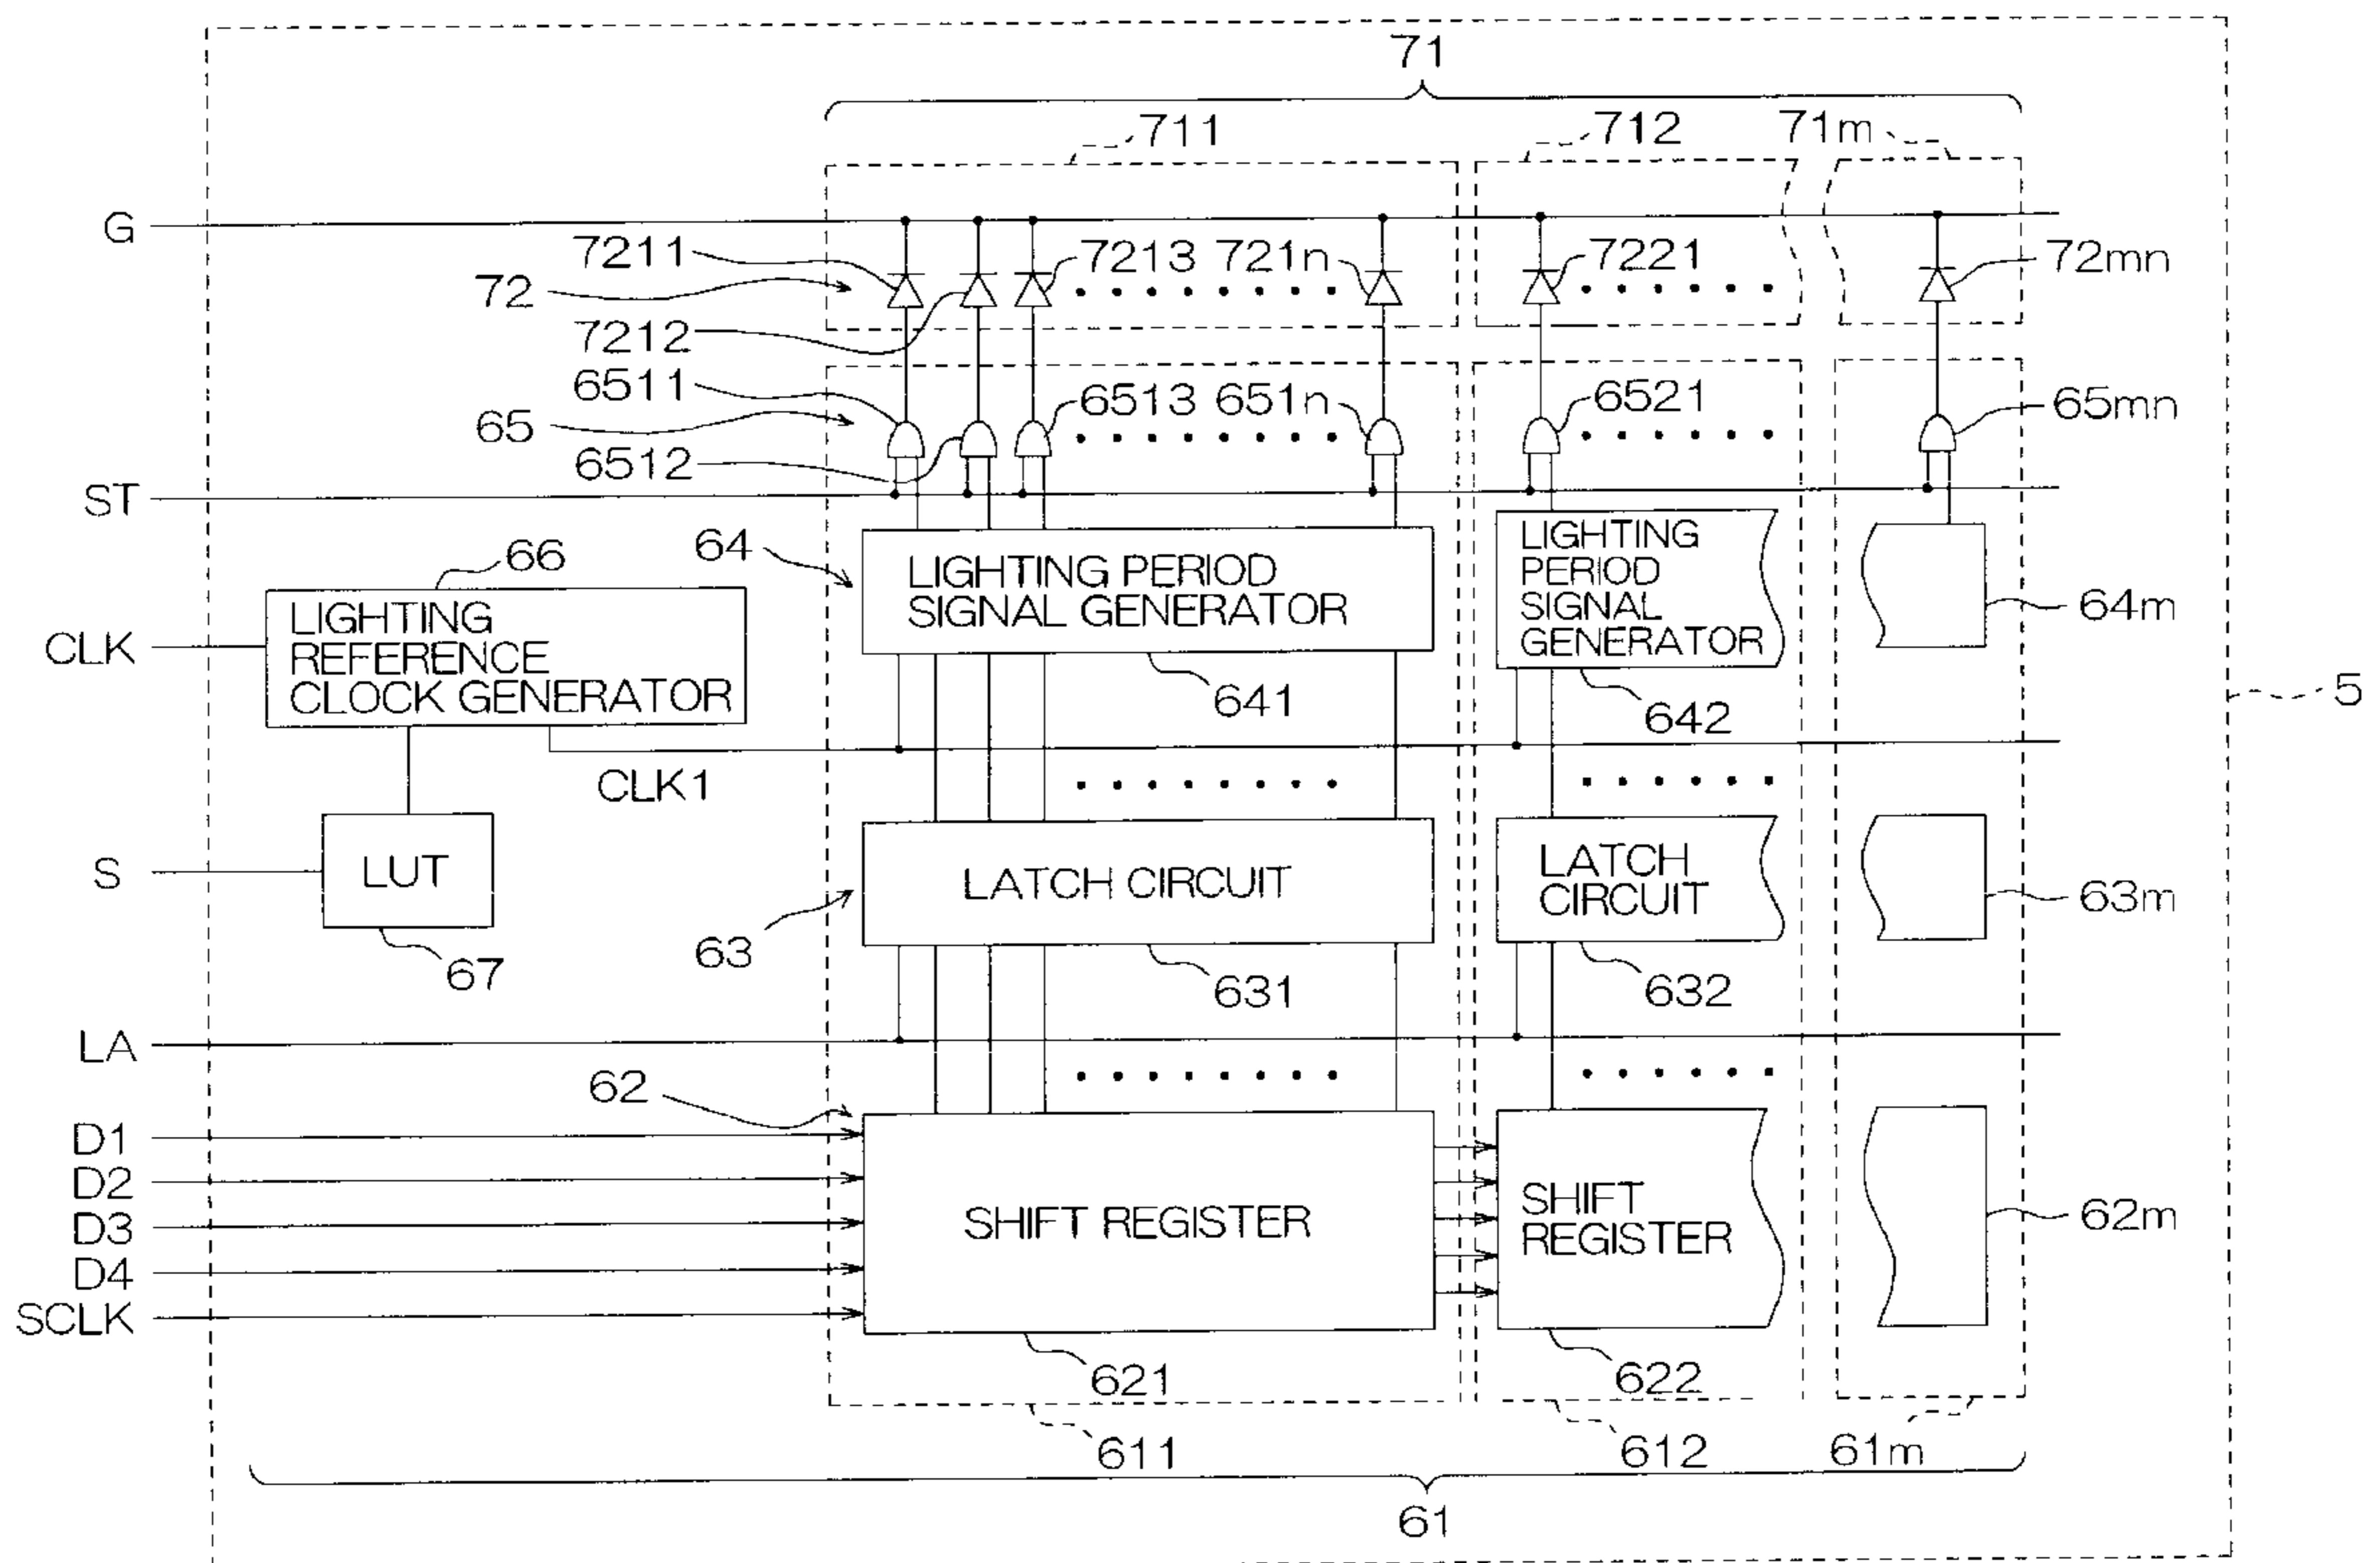 71
711
712
71m
G
7211
7213
721n
7221
72mn
72
7212
6511
6513
651n
6521
65mn
65
6512
ST
66
64
LIGHTING PERIOD
SIGNAL GENERATOR
LIGHTING
PERIOD
SIGNAL
GENERATOR
64m
CLK
LIGHTING
REFERENCE
CLOCK GENERATOR
641
642
5
CLK1
S
LUT
LATCH CIRCUIT
LATCH
CIRCUIT
63m
67
63
631
632
LA
62
D1
D2
D3
D4
SCLK
SHIFT REGISTER
SHIFT
REGISTER
62m
621
622
611
612
61m
61